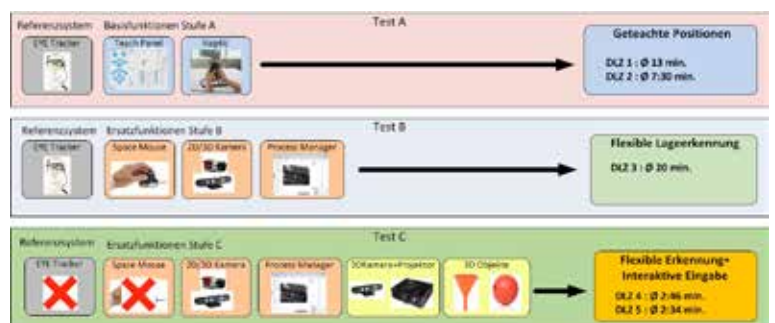 Test A
Referenzsystem Basisfunktionen Stufe A
EYE Tracker
Teach Panel
Haptic
Geteachte Positionen
DLZ 1 : Ø 13 min.
DLZ 2 : Ø 7:30 min.
Test B
Referenzsystem Ersatzfunktionen Stufe B
EYE Tracker
Space Mouse
2D/3D Kamera
Process Manager
Flexible Lageerkennung
DLZ 3 : Ø 20 min.
Test C
Referenzsystem Ersatzfunktionen Stufe C
EYE Tracker
Space Mouse
2D/3D Kamera
Process Manager
3DKamera+Projektor
3D Objekte
Flexible Erkennung+
Interaktive Eingabe
DLZ 4 : Ø 2:46 min.
DLZ 5 : Ø 2:34 min.